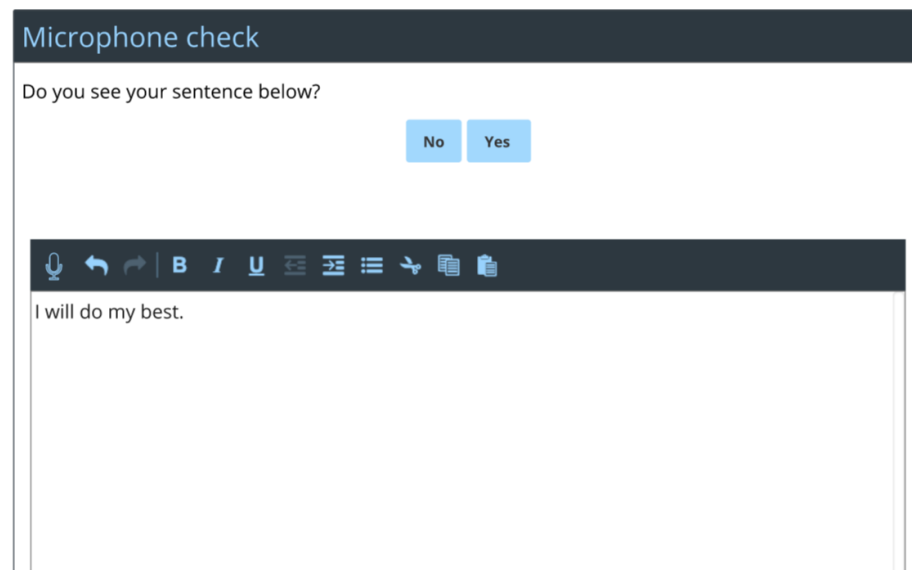 Microphone check
Do you see your sentence below?
No Yes
B I U
I will do my best.